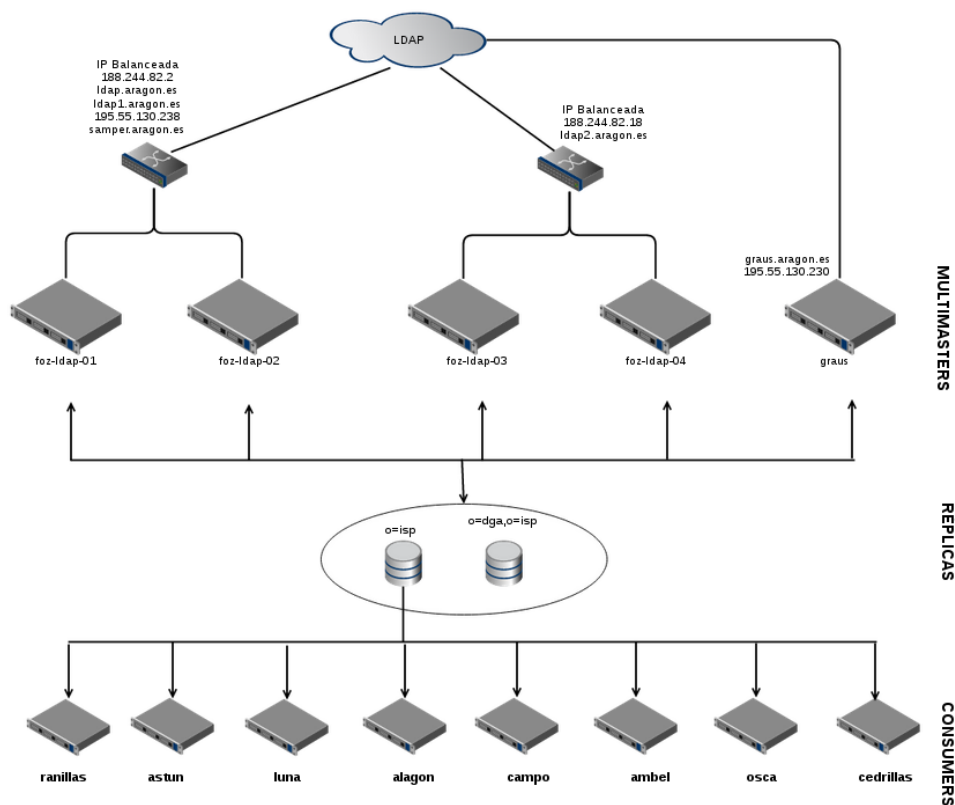 LDAP
IP Balanceada
188.244.82.2
ldap.aragon.es
ldap1.aragon.es
195.55.130.238
samper.aragon.es
IP Balanceada
188.244.82.18
ldap2.aragon.es
graus.aragon.es
195.55.130.230
MULTIMASTERS
foz-ldap-01
foz-ldap-02
foz-ldap-03
foz-ldap-04
graus
o=isp
o=dga,o=isp
REPLICAS
ranillas
astun
luna
alagon
campo
ambel
osca
cedrillas
CONSUMERS